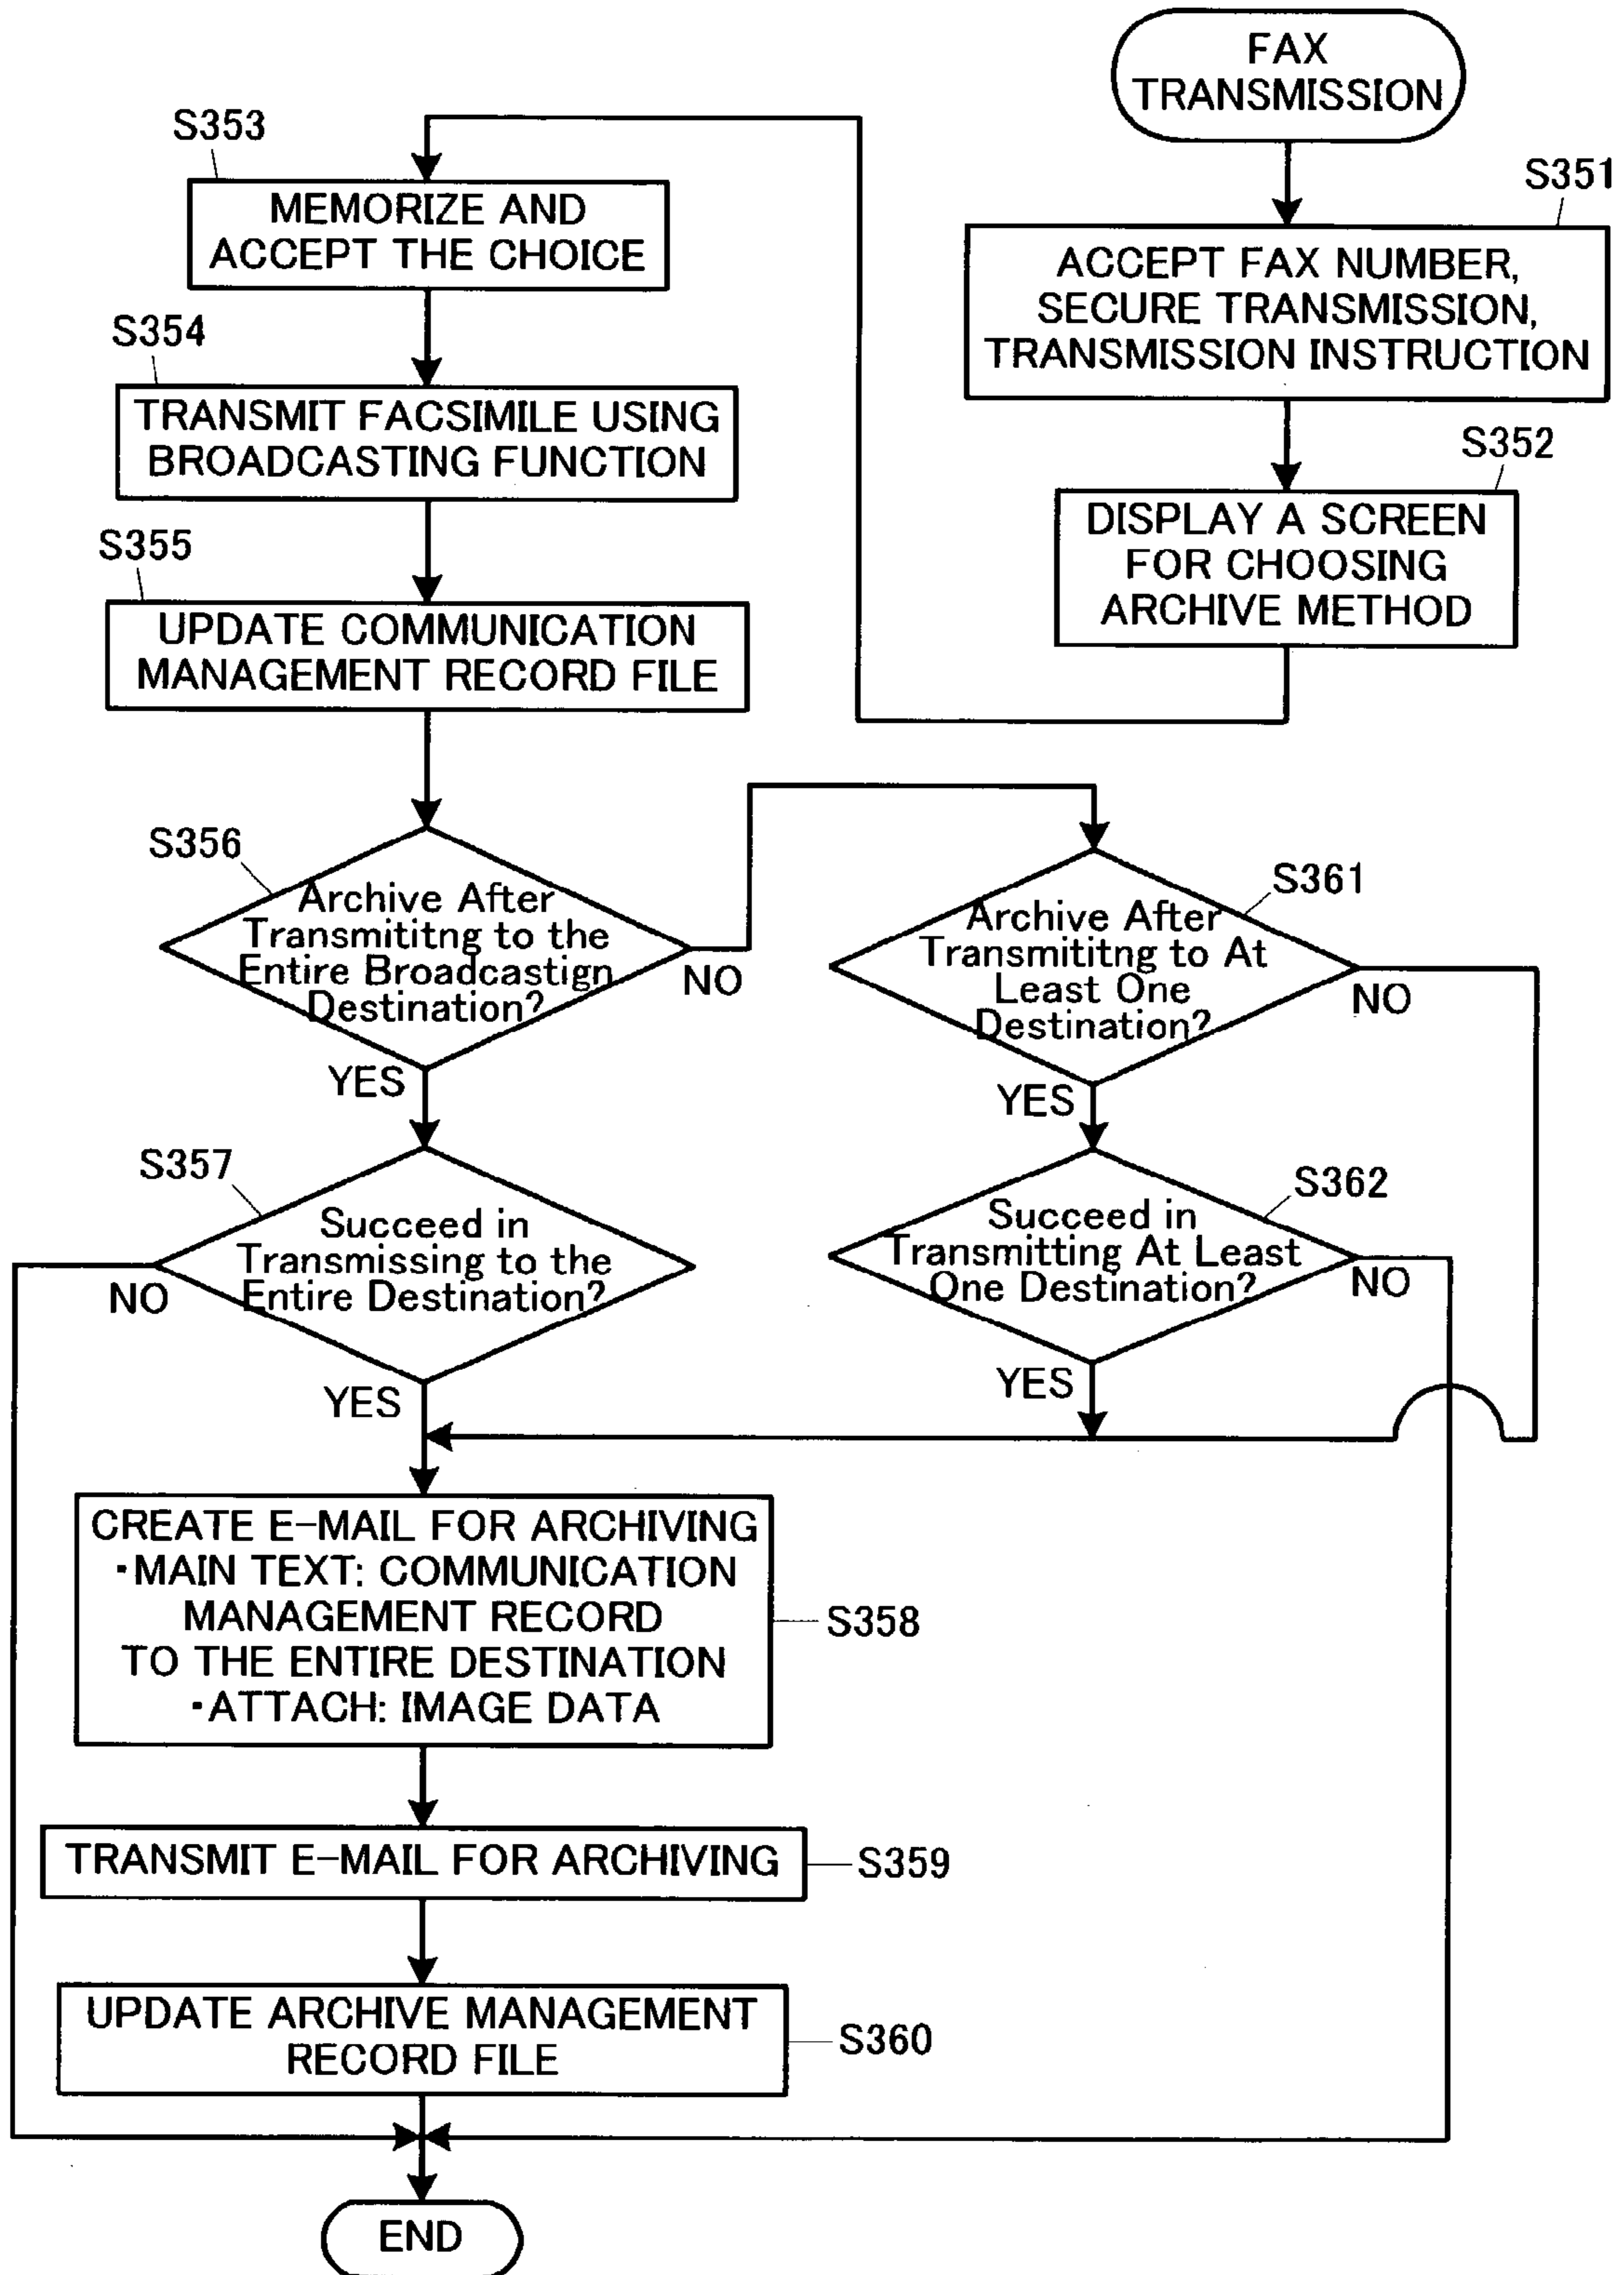 FAX
TRANSMISSION
S351
ACCEPT FAX NUMBER,
SECURE TRANSMISSION,
TRANSMISSION INSTRUCTION
S352
DISPLAY A SCREEN
FOR CHOOSING
ARCHIVE METHOD
S353
MEMORIZE AND
ACCEPT THE CHOICE
S354
TRANSMIT FACSIMILE USING
BROADCASTING FUNCTION
S355
UPDATE COMMUNICATION
MANAGEMENT RECORD FILE
S356
Archive After
Transmititng to the
Entire Broadcastign
Destination?
NO
YES
S361
Archive After
Transmititng to At
Least One
Destination?
NO
YES
S357
Succeed in
Transmissing to the
Entire Destination?
NO
YES
S362
Succeed in
Transmitting At Least
One Destination?
NO
YES
CREATE E-MAIL FOR ARCHIVING
・MAIN TEXT: COMMUNICATION
MANAGEMENT RECORD
TO THE ENTIRE DESTINATION
・ATTACH: IMAGE DATA
S358
TRANSMIT E-MAIL FOR ARCHIVING
S359
UPDATE ARCHIVE MANAGEMENT
RECORD FILE
S360
END